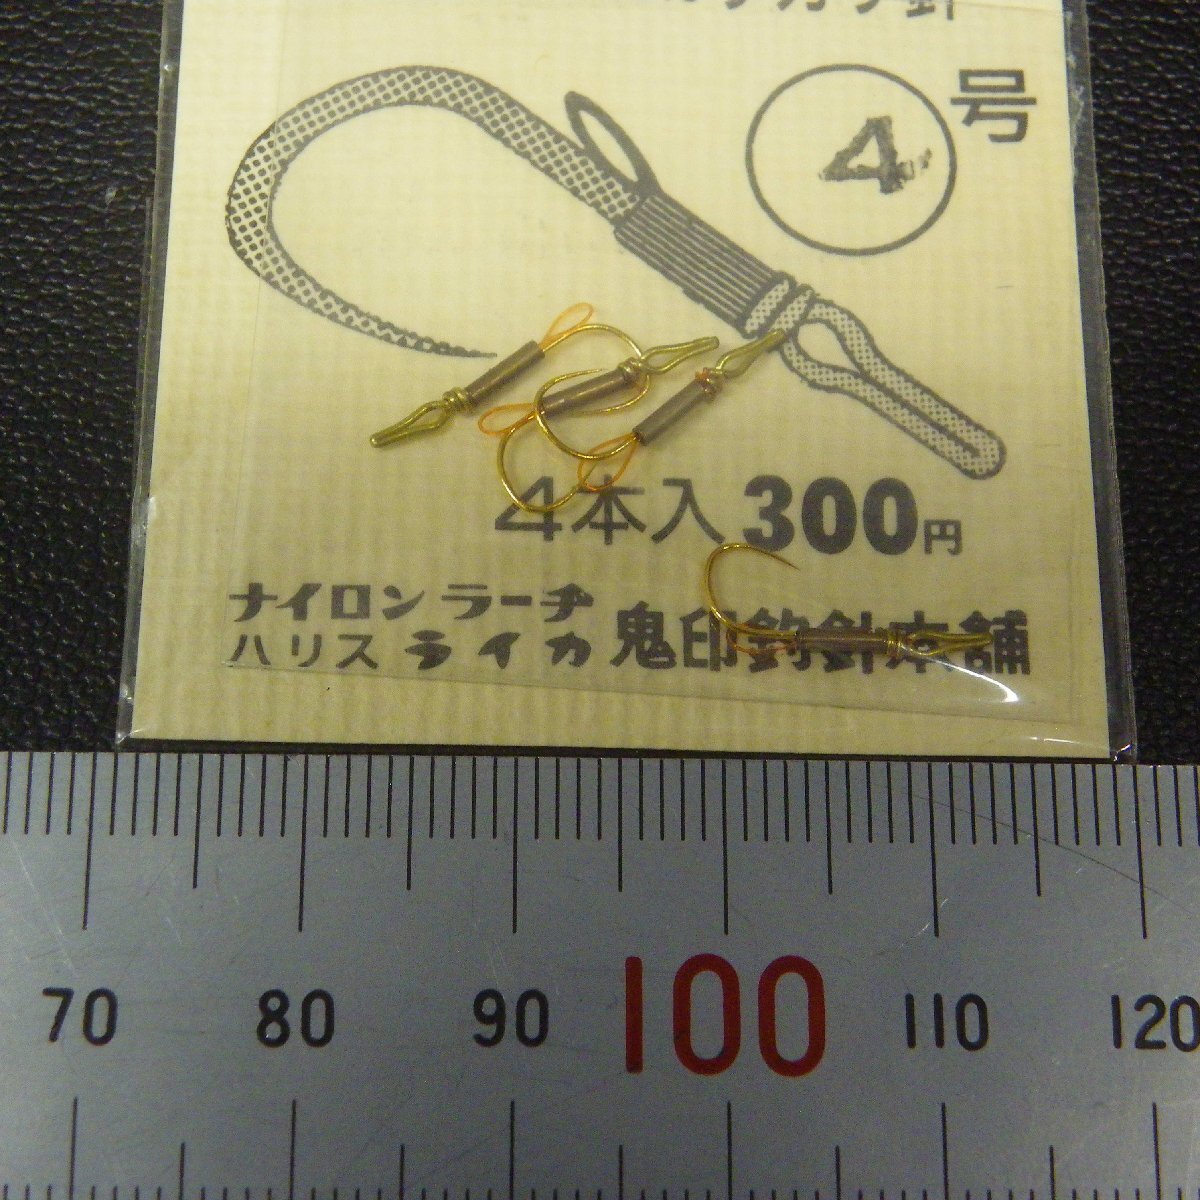 4号
4本入300円
ナイロン ラーヂ
ハリス ライカ 鬼印釣針本舗
70 80 90 100 110 120